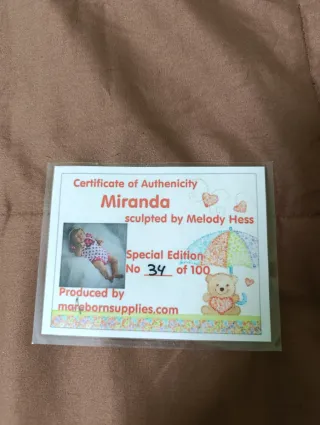 Certificate of Authenicity
Miranda
sculpted by Melody Hess
Special Edition
No 34 of 100
Produced by
marebornsupplies.com